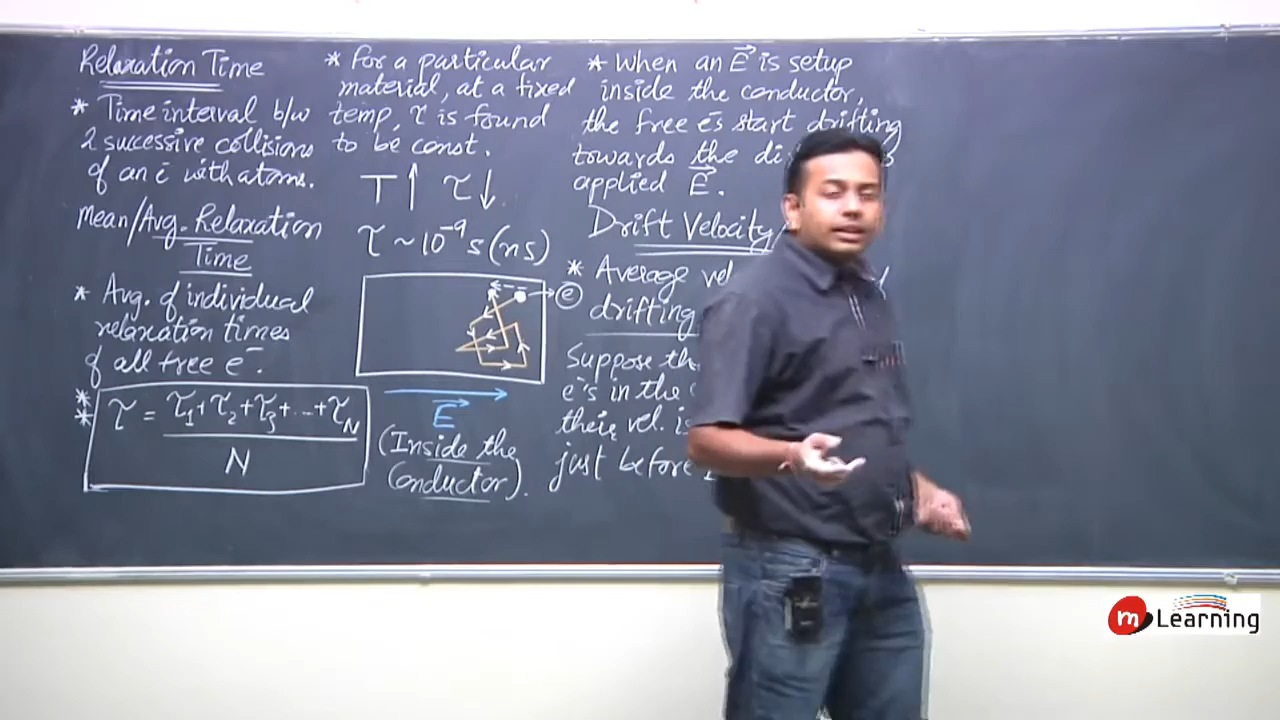 Relaxation Time
* Time interval b/w
2 successive collisions
of an e⁻ with atoms.
Mean/Avg. Relaxation
Time
* Avg. of individual
relaxation times
of all free e⁻.
** τ = τ₁+τ₂+τ₃+...+τN
N
* For a particular
material, at a fixed
temp, τ is found
to be const.
T↑ τ↓.
τ ~ 10⁻⁹ s (ns)
e
E⃗
(Inside the
Conductor).
* When an E⃗ is setup
inside the conductor,
the free e⁻s start drifting
towards the
applied E⃗.
Drift Velocity
* Average
drifting
Suppose
e⁻s in the
their vel. is
just before
m Learning